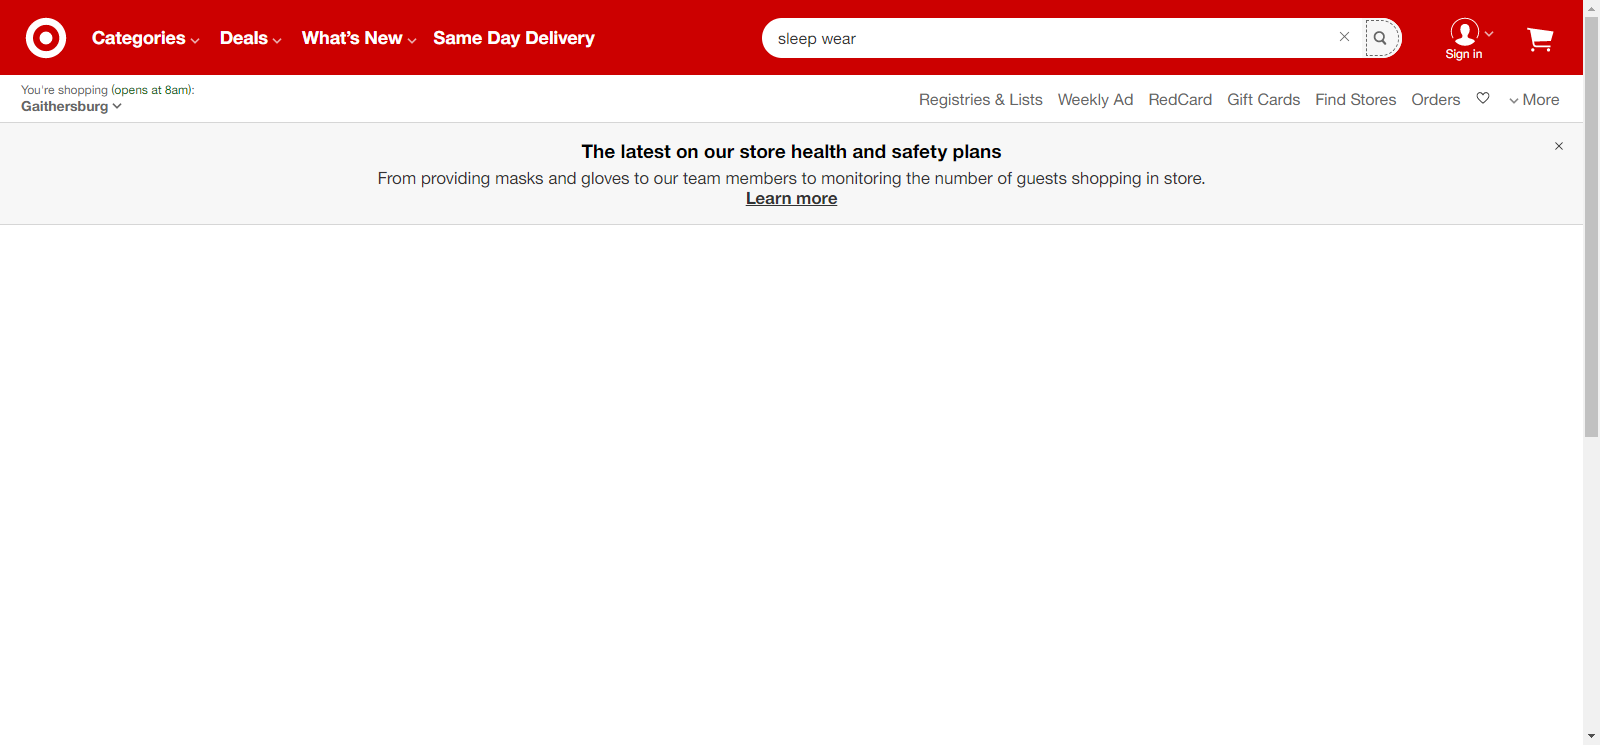 Categories
Deals
What's New
Same Day Delivery
sleep wear
Sign in
You're shopping (opens at 8am):
Gaithersburg
Registries & Lists
Weekly Ad
RedCard
Gift Cards
Find Stores
Orders
More
The latest on our store health and safety plans
From providing masks and gloves to our team members to monitoring the number of guests shopping in store.
Learn more